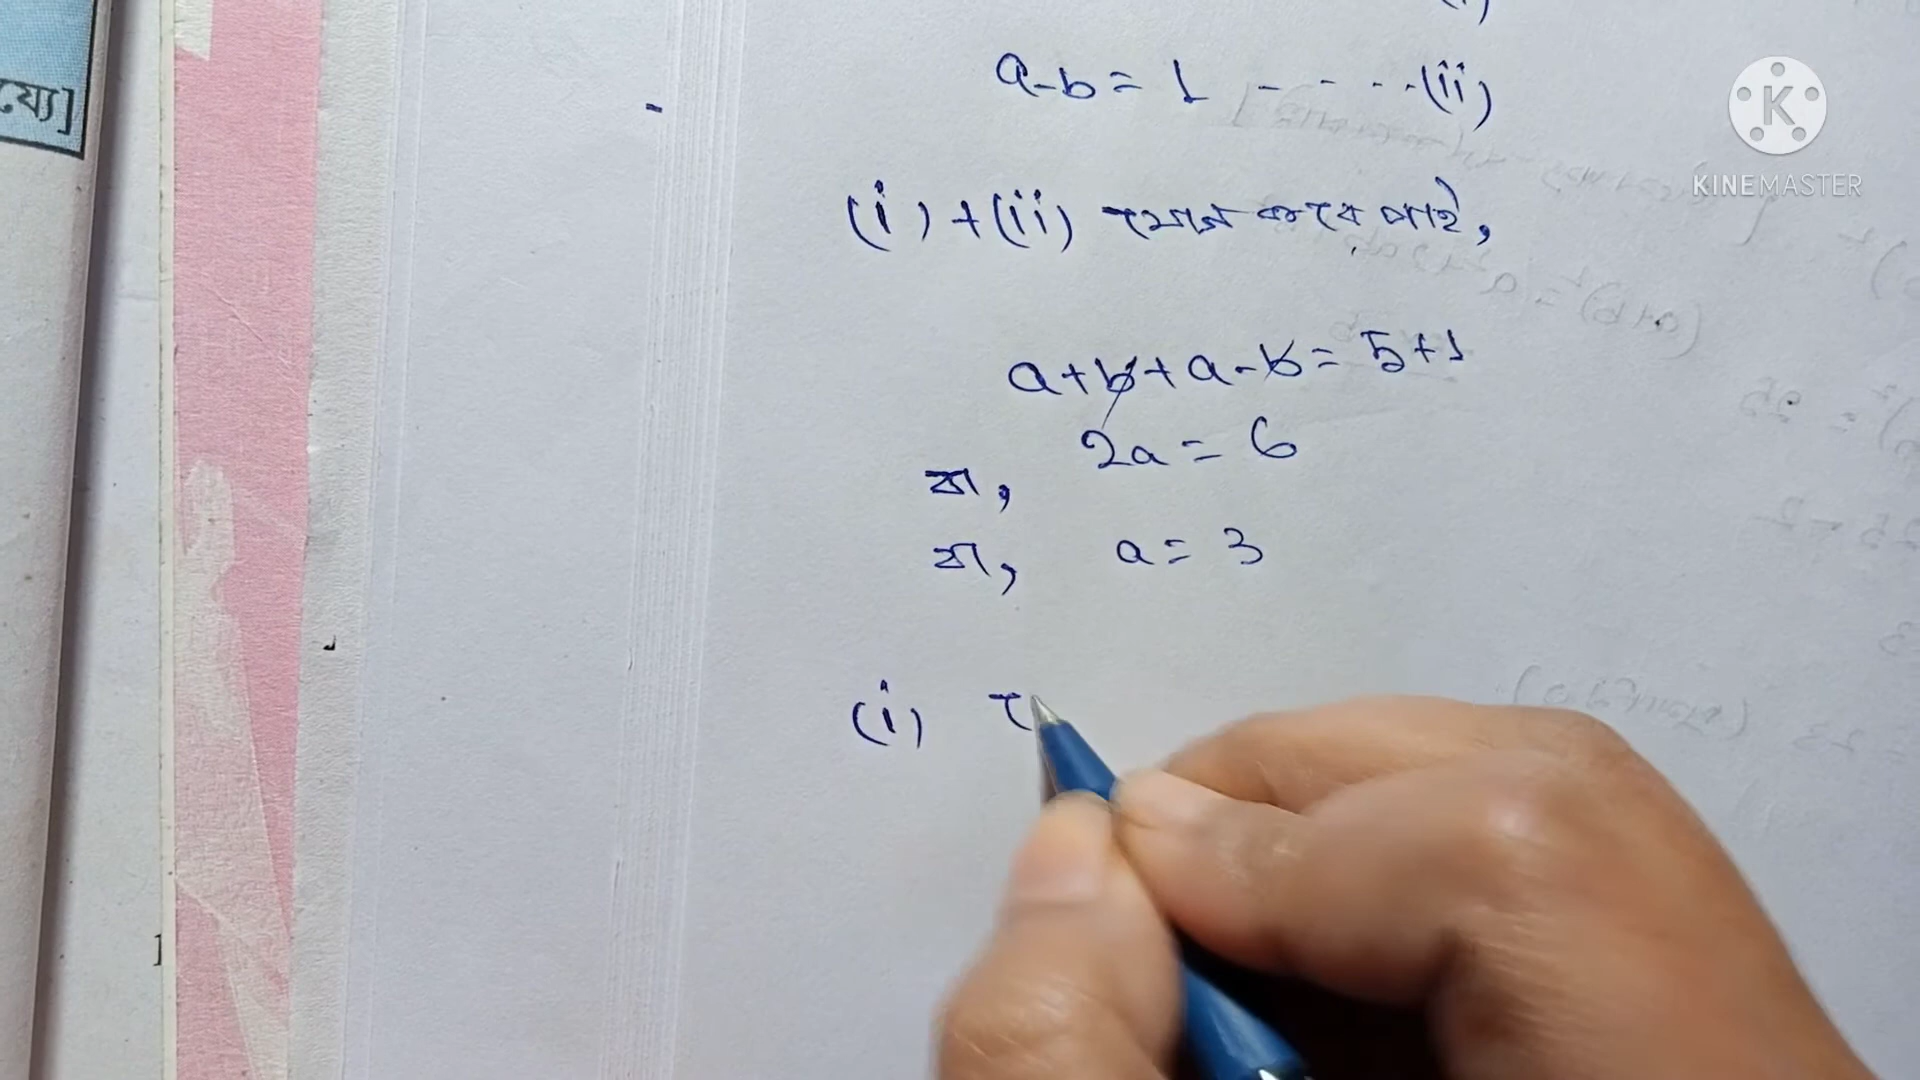 য্যে]
(i)
a-b = 1 - - - - (ii)
(i) + (ii) যোগ করে পাই,
a+b+a-b = 5+1
বা, 2a = 6
বা, a = 3
(i)
KINEMASTER